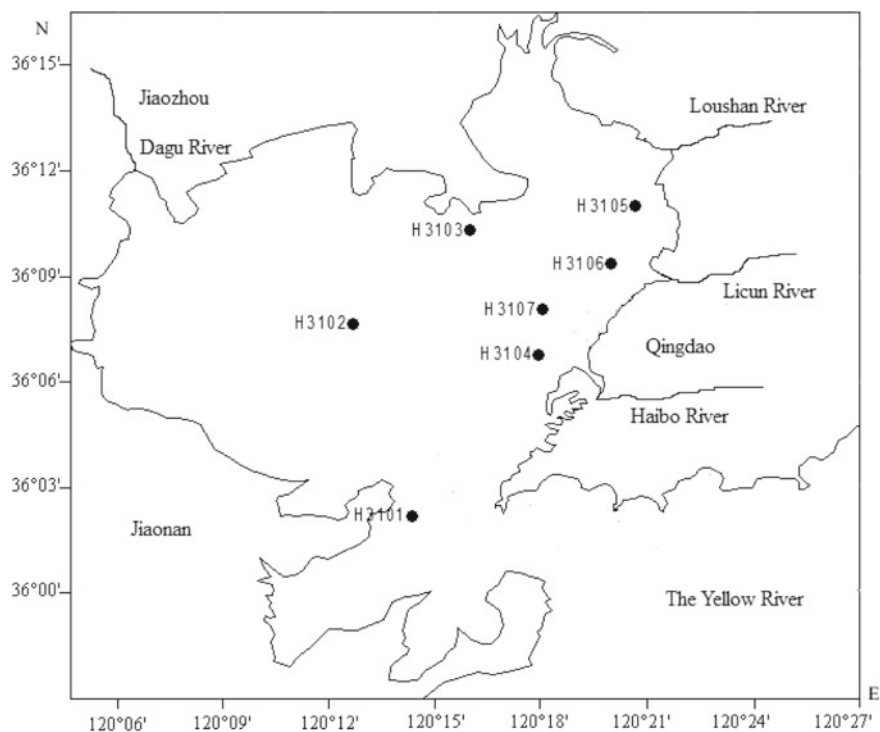 N
36°15'
Jiaozhou
Loushan River
Dagu River
36°12'
H3105
H3103
H3106
36°09'
Licun River
H3107
H3102
Qingdao
H3104
36°06'
Haibo River
36°03'
H3101
Jiaonan
36°00'
The Yellow River
E
120°06' 120°09' 120°12' 120°15' 120°18' 120°21' 120°24' 120°27'